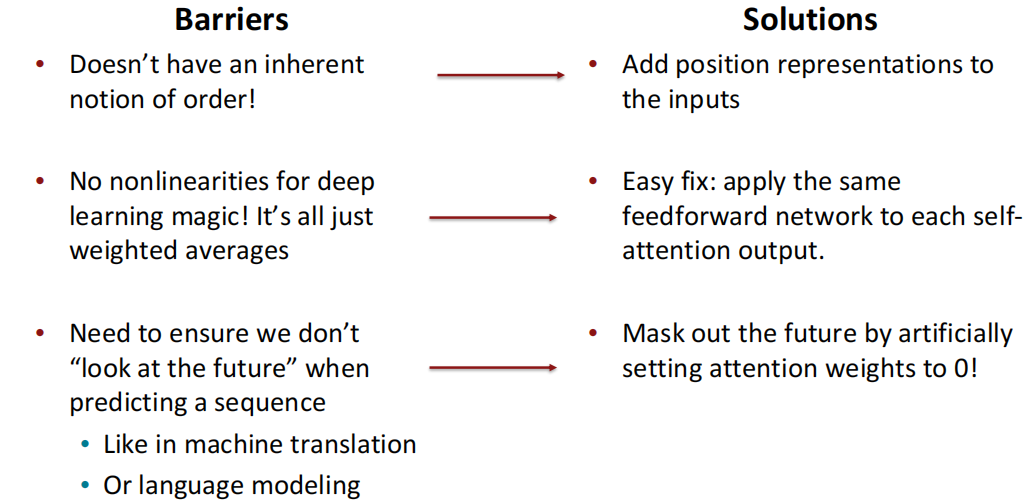 Barriers
Solutions
• Doesn’t have an inherent
notion of order!
• Add position representations to
the inputs
• No nonlinearities for deep
learning magic! It’s all just
weighted averages
• Easy fix: apply the same
feedforward network to each self-
attention output.
• Need to ensure we don’t
“look at the future” when
predicting a sequence
• Like in machine translation
• Or language modeling
• Mask out the future by artificially
setting attention weights to 0!